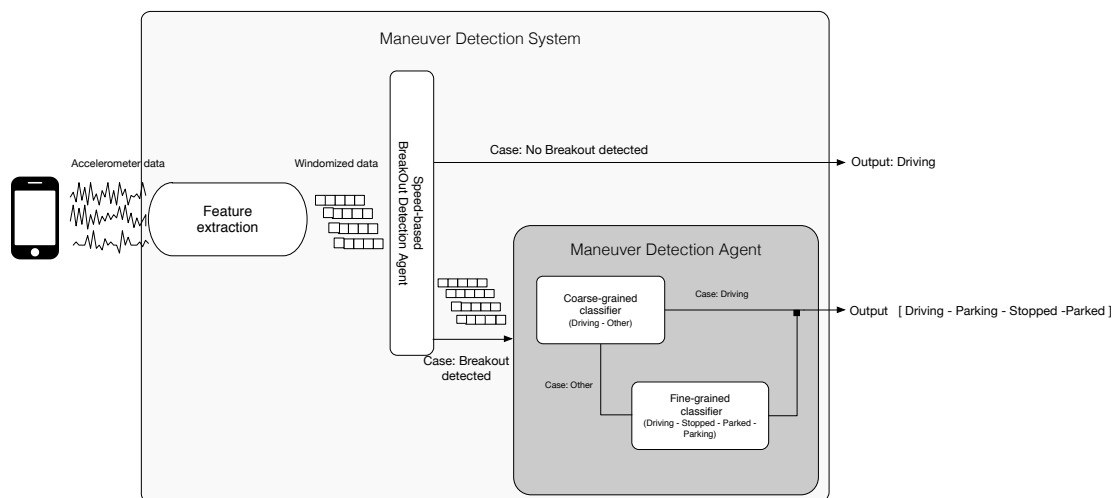 Maneuver Detection System
Accelerometer data
Windomized data
Feature
extraction
Speed-based
BreakOut Detection Agent
Case: No Breakout detected
Output: Driving
Case: Breakout
detected
Maneuver Detection Agent
Coarse-grained
classifier
(Driving - Other)
Case: Driving
Output [ Driving - Parking - Stopped -Parked ]
Case: Other
Fine-grained
classifier
(Driving - Stopped - Parked -
Parking)